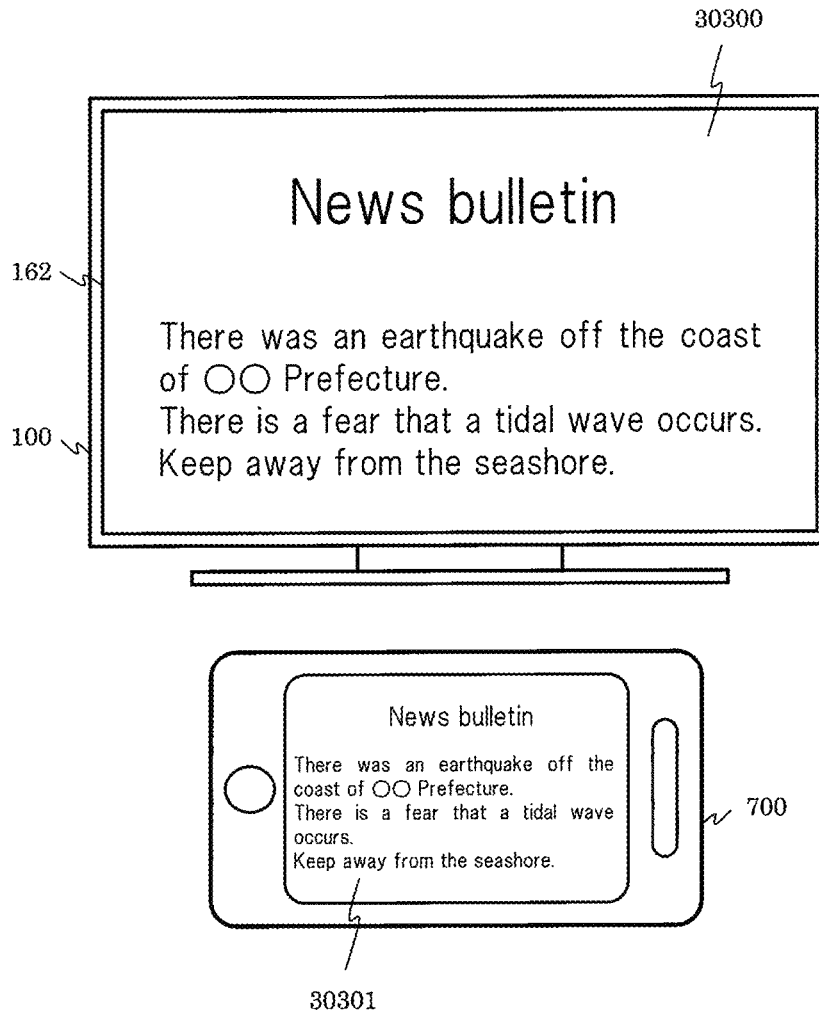 30300
News bulletin
162
There was an earthquake off the coast
of ○○ Prefecture.
There is a fear that a tidal wave occurs.
100
Keep away from the seashore.
News bulletin
There was an earthquake off the
coast of ○○ Prefecture.
There is a fear that a tidal wave
occurs.
Keep away from the seashore.
700
30301